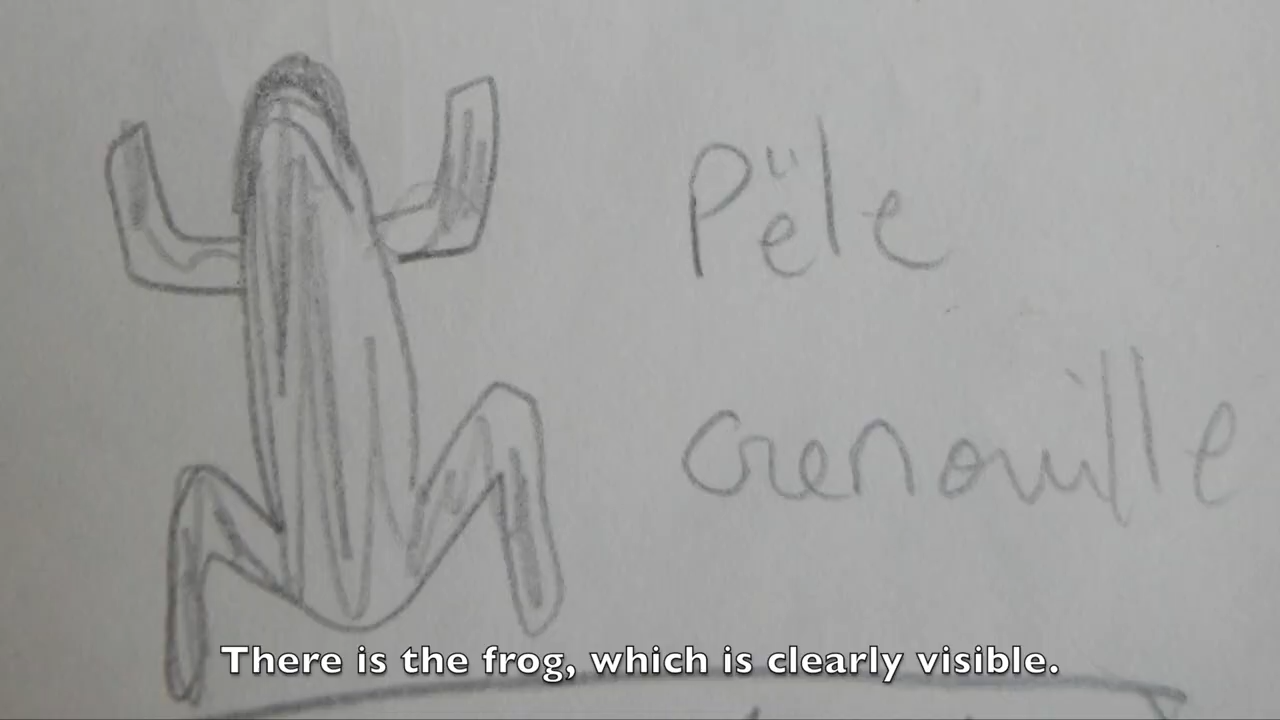 Pële
Grenouille
There is the frog, which is clearly visible.